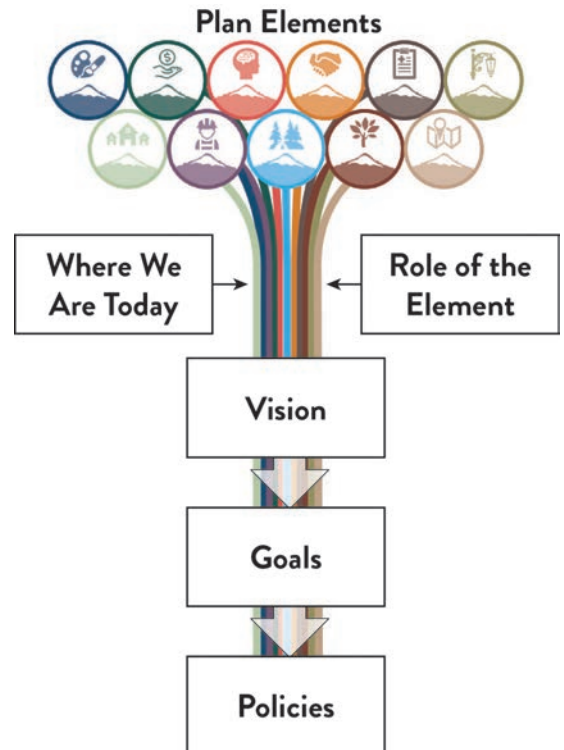 Plan Elements
Where We
Are Today
Role of the
Element
Vision
Goals
Policies